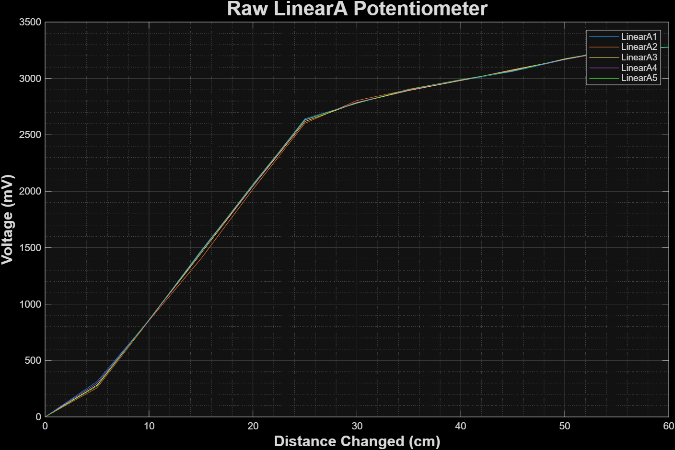 Raw LinearA Potentiometer
3500
3000
2500
2000
1500
1000
500
0
Voltage (mV)
LinearA1
LinearA2
LinearA3
LinearA4
LinearA5
0 10 20 30 40 50 60
Distance Changed (cm)